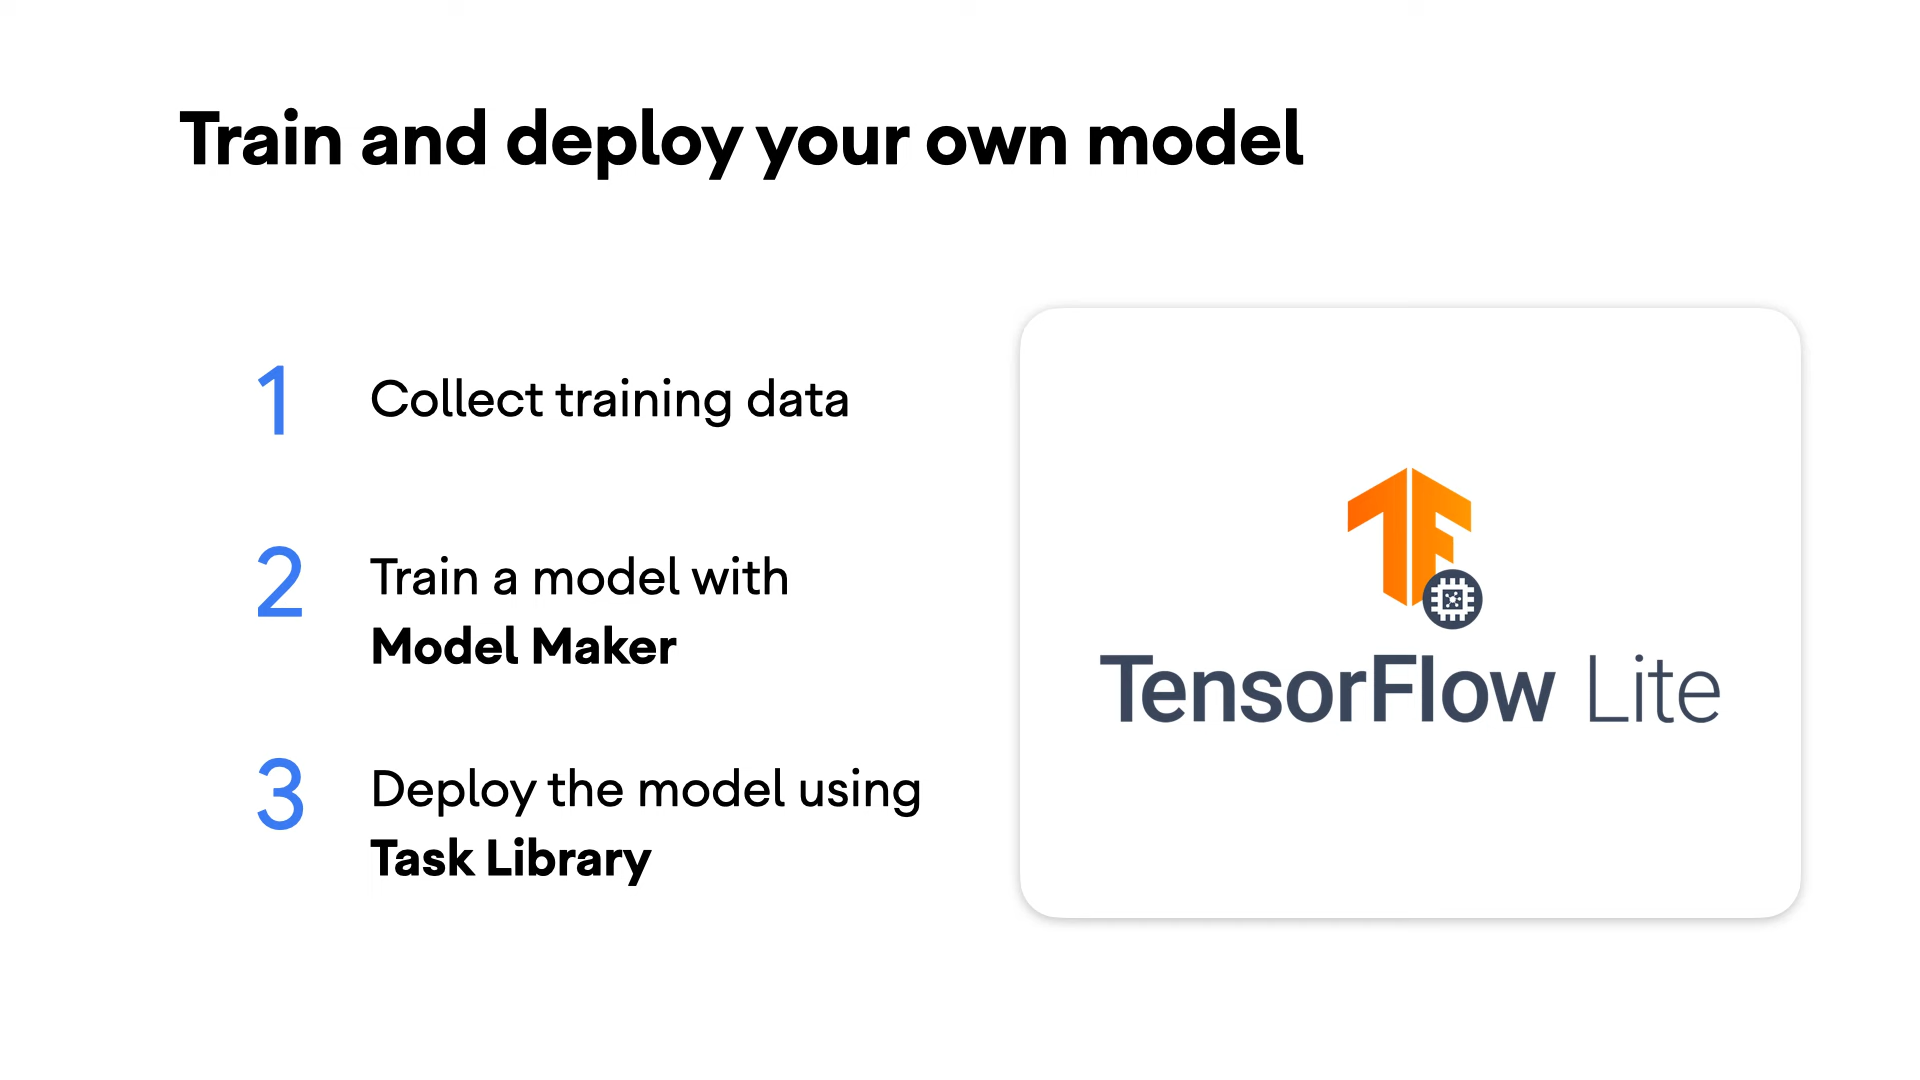 Train and deploy your own model
1 Collect training data
2 Train a model with
Model Maker
3 Deploy the model using
Task Library
TensorFlow Lite